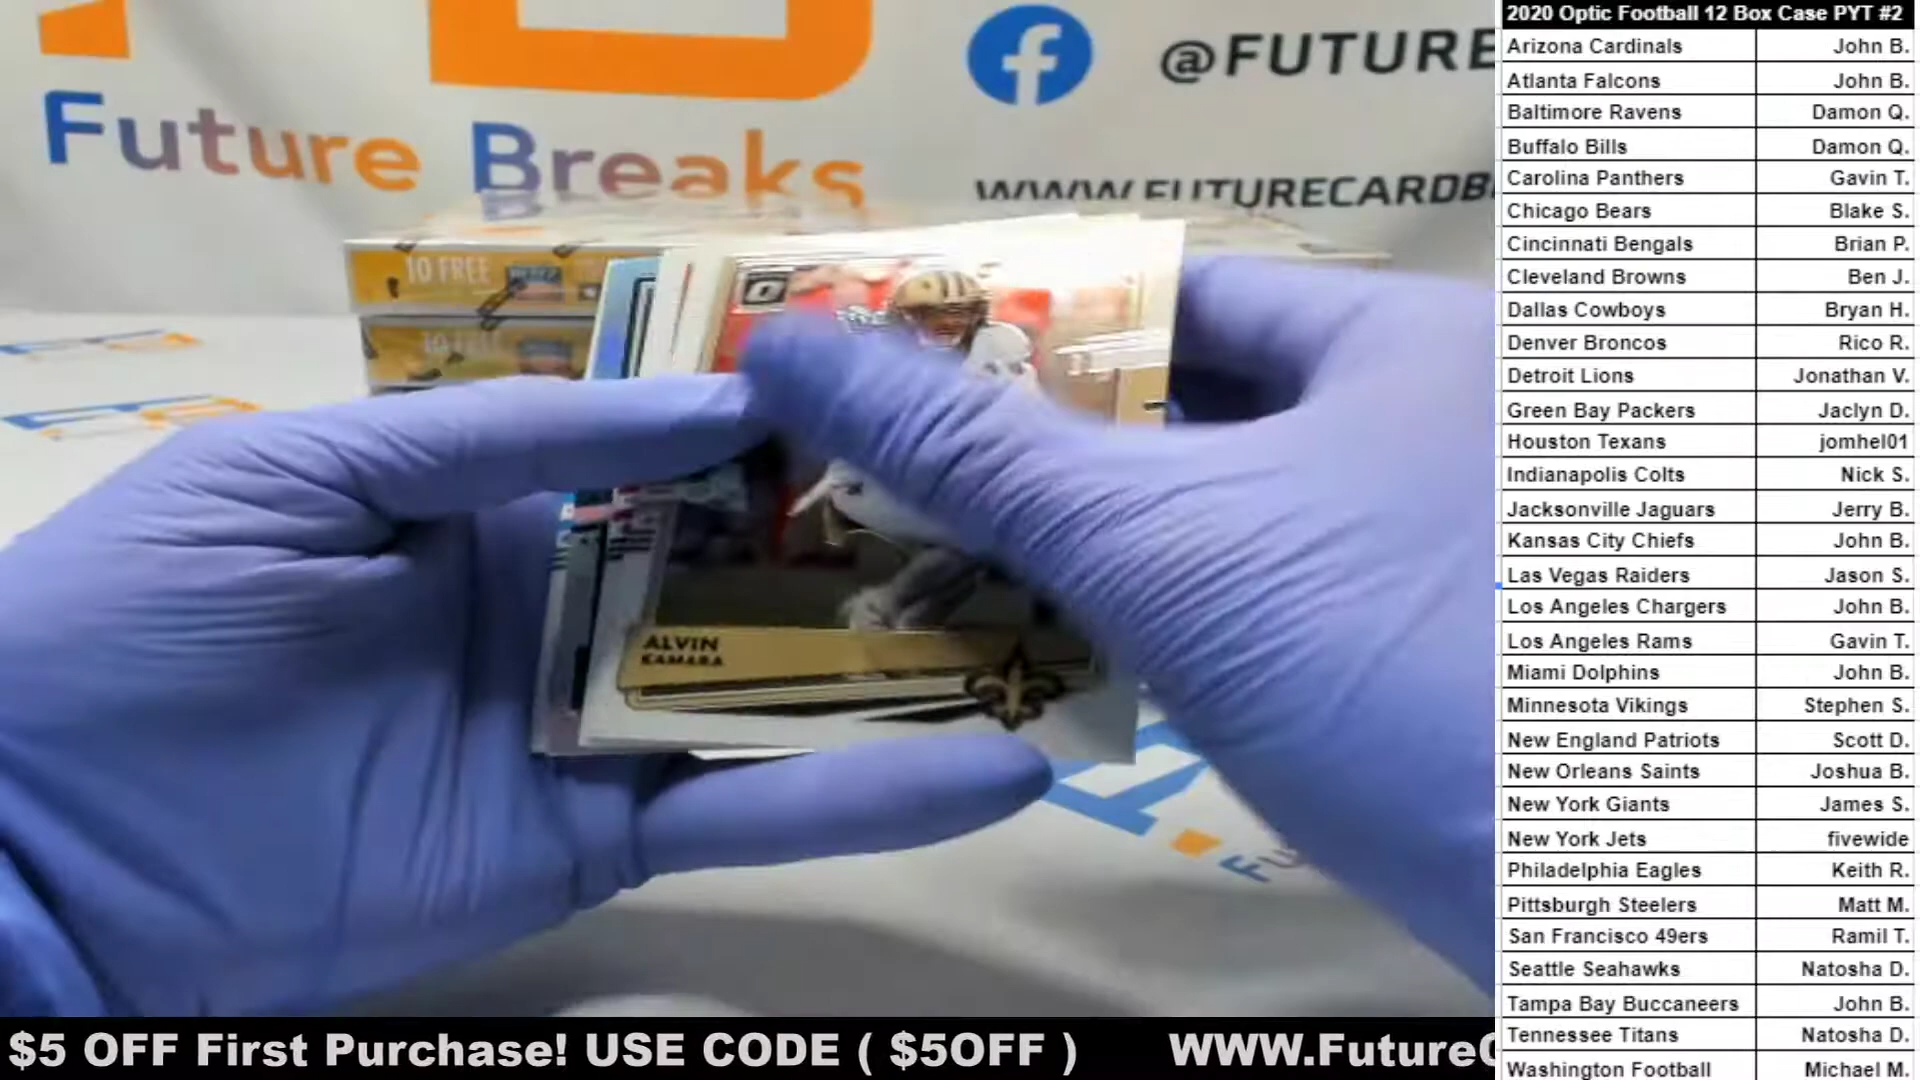 Future Breaks
@FUTURE
WWW.FUTURECARDB
10 FREE
10 FREE
ALVIN
KAMARA
$5 OFF First Purchase! USE CODE ( $5OFF )
WWW.Future
2020 Optic Football 12 Box Case PYT #2
Arizona Cardinals John B.
Atlanta Falcons John B.
Baltimore Ravens Damon Q.
Buffalo Bills Damon Q.
Carolina Panthers Gavin T.
Chicago Bears Blake S.
Cincinnati Bengals Brian P.
Cleveland Browns Ben J.
Dallas Cowboys Bryan H.
Denver Broncos Rico R.
Detroit Lions Jonathan V.
Green Bay Packers Jaclyn D.
Houston Texans jomhel01
Indianapolis Colts Nick S.
Jacksonville Jaguars Jerry B.
Kansas City Chiefs John B.
Las Vegas Raiders Jason S.
Los Angeles Chargers John B.
Los Angeles Rams Gavin T.
Miami Dolphins John B.
Minnesota Vikings Stephen S.
New England Patriots Scott D.
New Orleans Saints Joshua B.
New York Giants James S.
New York Jets fivewide
Philadelphia Eagles Keith R.
Pittsburgh Steelers Matt M.
San Francisco 49ers Ramil T.
Seattle Seahawks Natosha D.
Tampa Bay Buccaneers John B.
Tennessee Titans Natosha D.
Washington Football Michael M.